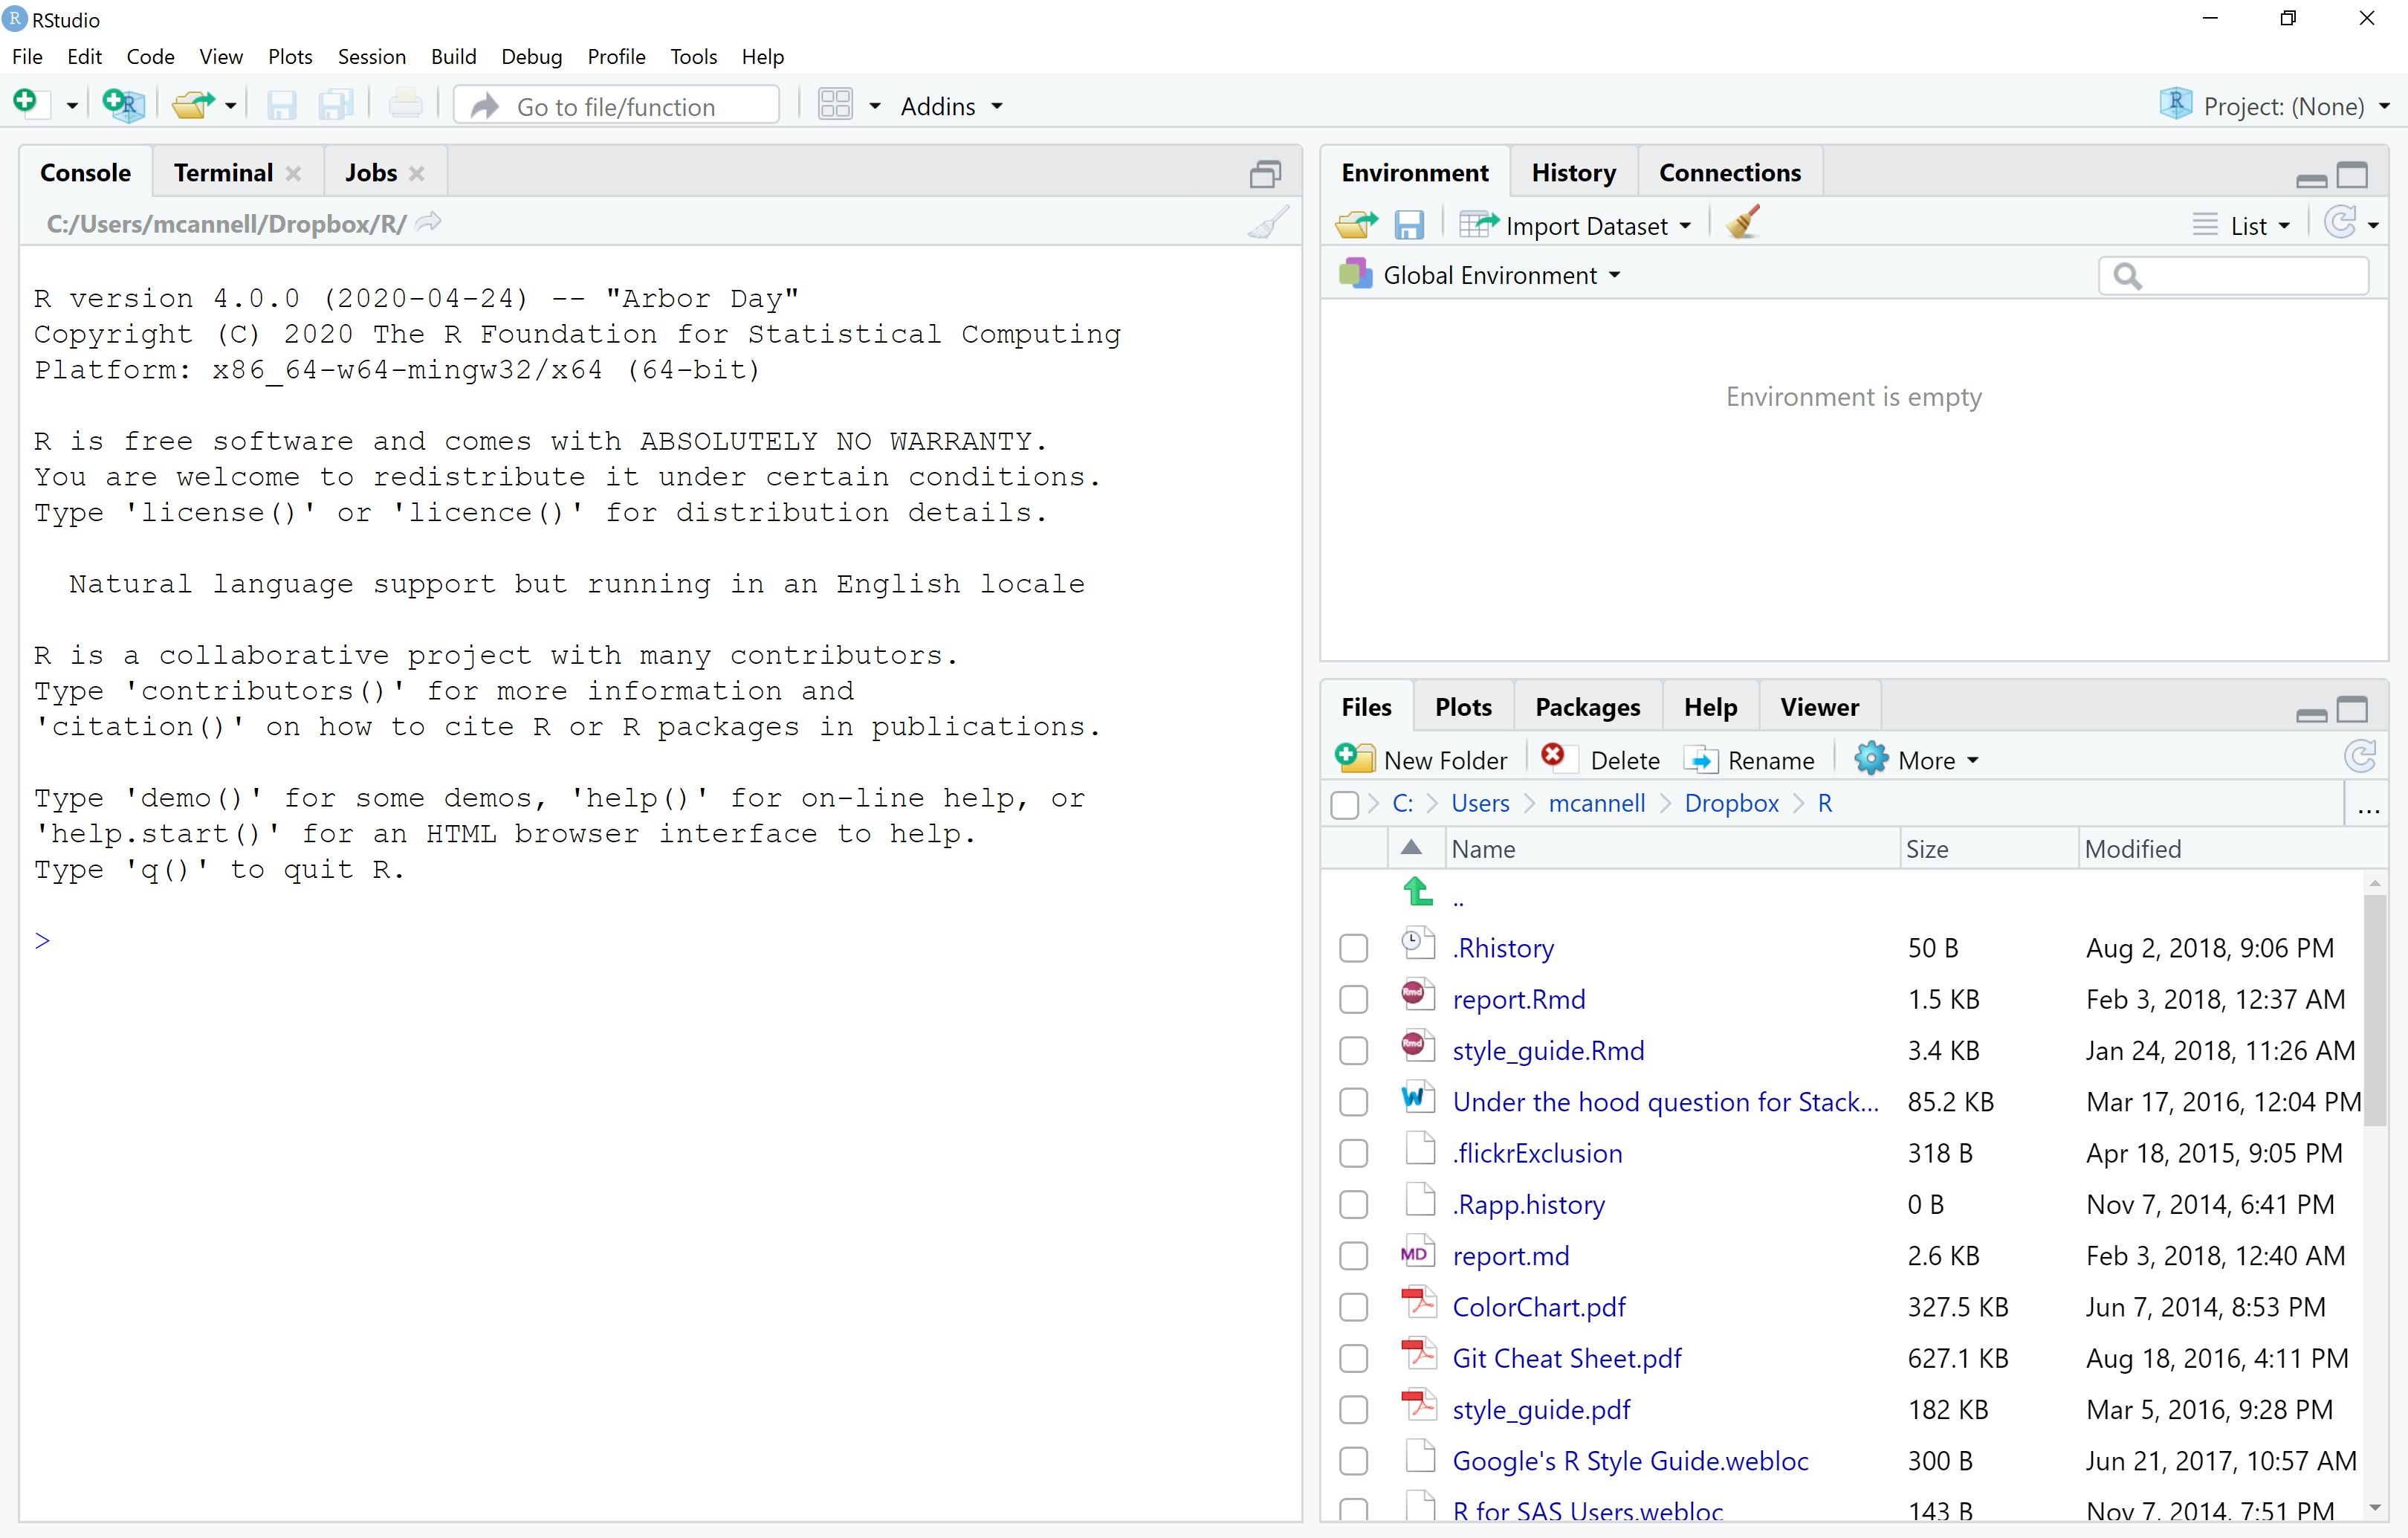 RStudio
File Edit Code View Plots Session Build Debug Profile Tools Help
Go to file/function Addins Project: (None)
Console Terminal Jobs
C:/Users/mcannell/Dropbox/R/
R version 4.0.0 (2020-04-24) -- "Arbor Day"
Copyright (C) 2020 The R Foundation for Statistical Computing
Platform: x86_64-w64-mingw32/x64 (64-bit)
R is free software and comes with ABSOLUTELY NO WARRANTY.
You are welcome to redistribute it under certain conditions.
Type 'license()' or 'licence()' for distribution details.
Natural language support but running in an English locale
R is a collaborative project with many contributors.
Type 'contributors()' for more information and
'citation()' on how to cite R or R packages in publications.
Type 'demo()' for some demos, 'help()' for on-line help, or
'help.start()' for an HTML browser interface to help.
Type 'q()' to quit R.
>
Environment History Connections
Import Dataset List
Global Environment
Environment is empty
Files Plots Packages Help Viewer
New Folder Delete Rename More
C: Users mcannell Dropbox R ...
Name Size Modified
..
.Rhistory 50 B Aug 2, 2018, 9:06 PM
report.Rmd 1.5 KB Feb 3, 2018, 12:37 AM
style_guide.Rmd 3.4 KB Jan 24, 2018, 11:26 AM
Under the hood question for Stack... 85.2 KB Mar 17, 2016, 12:04 PM
.flickrExclusion 318 B Apr 18, 2015, 9:05 PM
.Rapp.history 0 B Nov 7, 2014, 6:41 PM
report.md 2.6 KB Feb 3, 2018, 12:40 AM
ColorChart.pdf 327.5 KB Jun 7, 2014, 8:53 PM
Git Cheat Sheet.pdf 627.1 KB Aug 18, 2016, 4:11 PM
style_guide.pdf 182 KB Mar 5, 2016, 9:28 PM
Google's R Style Guide.webloc 300 B Jun 21, 2017, 10:57 AM
R for SAS Users.webloc 143 B Nov 7, 2014, 7:51 PM